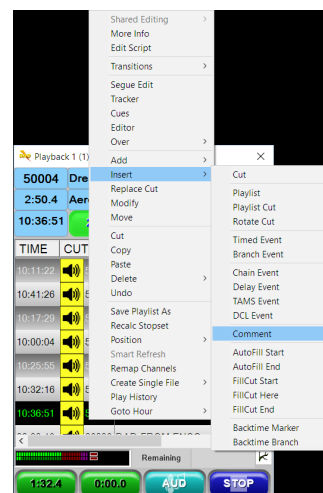 Shared Editing
More Info
Edit Script
Transitions
Segue Edit
Tracker
Cues
Editor
Over
Add
Insert
Replace Cut
Modify
Move
Cut
Copy
Paste
Delete
Undo
Save Playlist As
Recalc Stopset
Position
Smart Refresh
Remap Channels
Create Single File
Play History
Goto Hour
Cut
Playlist
Playlist Cut
Rotate Cut
Timed Event
Branch Event
Chain Event
Delay Event
TAMS Event
DCL Event
Comment
AutoFill Start
AutoFill End
FillCut Start
FillCut Here
FillCut End
Backtime Marker
Backtime Branch
Playback 1 (1)
50004 Dre
2:50.4 Aer
10:36:51
TIME CUT
10:11:22
10:41:26
10:17:29
10:00:04
10:25:55
10:32:16
10:36:51
Remaining
1:32.4 0:00.0 AUD STOP